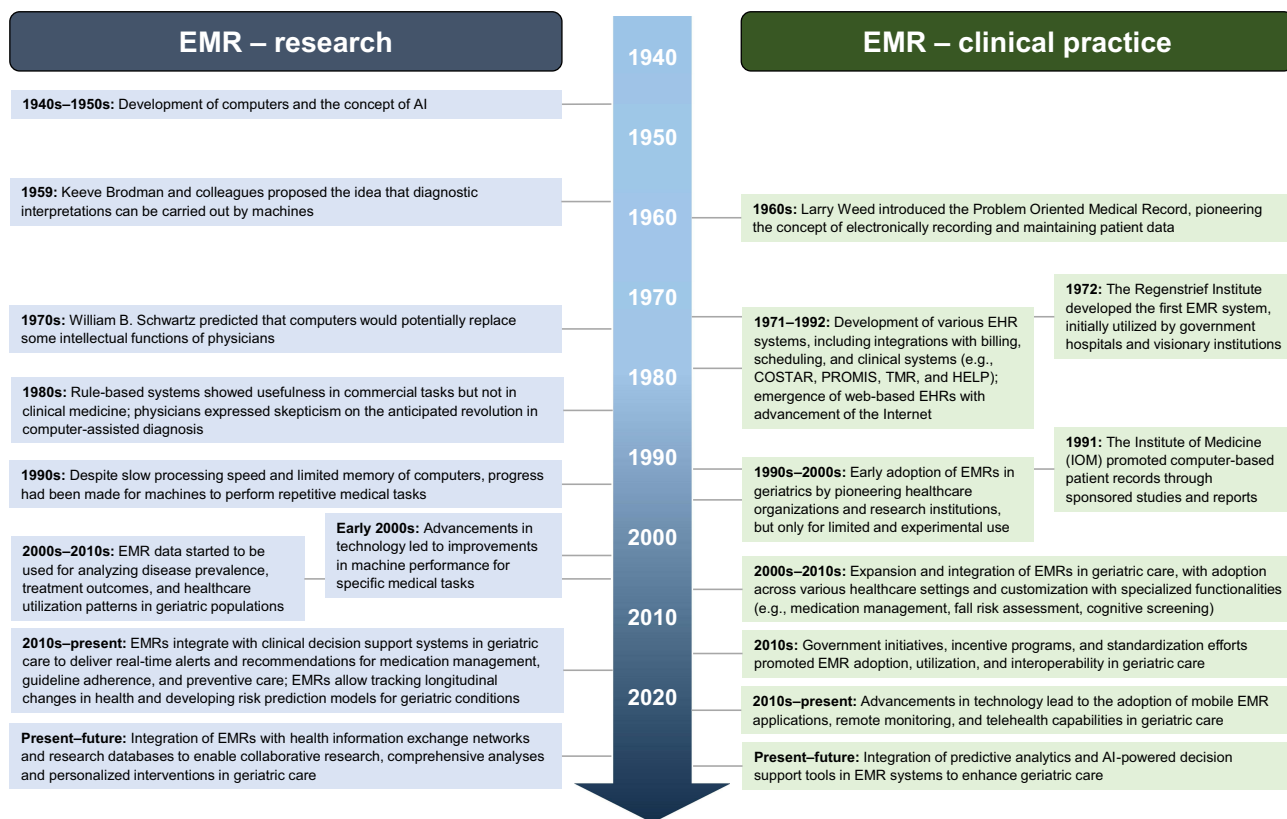 EMR – research
1940s–1950s: Development of computers and the concept of AI
1959: Keeve Brodman and colleagues proposed the idea that diagnostic
interpretations can be carried out by machines
1970s: William B. Schwartz predicted that computers would potentially replace
some intellectual functions of physicians
1980s: Rule-based systems showed usefulness in commercial tasks but not in
clinical medicine; physicians expressed skepticism on the anticipated revolution in
computer-assisted diagnosis
1990s: Despite slow processing speed and limited memory of computers, progress
had been made for machines to perform repetitive medical tasks
Early 2000s: Advancements in
technology led to improvements
in machine performance for
specific medical tasks
2000s–2010s: EMR data started to be
used for analyzing disease prevalence,
treatment outcomes, and healthcare
utilization patterns in geriatric populations
2010s–present: EMRs integrate with clinical decision support systems in geriatric
care to deliver real-time alerts and recommendations for medication management,
guideline adherence, and preventive care; EMRs allow tracking longitudinal
changes in health and developing risk prediction models for geriatric conditions
Present–future: Integration of EMRs with health information exchange networks
and research databases to enable collaborative research, comprehensive analyses
and personalized interventions in geriatric care
1940
1950
1960
1970
1980
1990
2000
2010
2020
EMR – clinical practice
1960s: Larry Weed introduced the Problem Oriented Medical Record, pioneering
the concept of electronically recording and maintaining patient data
1972: The Regenstrief Institute
developed the first EMR system,
initially utilized by government
hospitals and visionary institutions
1971–1992: Development of various EHR
systems, including integrations with billing,
scheduling, and clinical systems (e.g.,
COSTAR, PROMIS, TMR, and HELP);
emergence of web-based EHRs with
advancement of the Internet
1991: The Institute of Medicine
(IOM) promoted computer-based
patient records through
sponsored studies and reports
1990s–2000s: Early adoption of EMRs in
geriatrics by pioneering healthcare
organizations and research institutions,
but only for limited and experimental use
2000s–2010s: Expansion and integration of EMRs in geriatric care, with adoption
across various healthcare settings and customization with specialized functionalities
(e.g., medication management, fall risk assessment, cognitive screening)
2010s: Government initiatives, incentive programs, and standardization efforts
promoted EMR adoption, utilization, and interoperability in geriatric care
2010s–present: Advancements in technology lead to the adoption of mobile EMR
applications, remote monitoring, and telehealth capabilities in geriatric care
Present–future: Integration of predictive analytics and AI-powered decision
support tools in EMR systems to enhance geriatric care